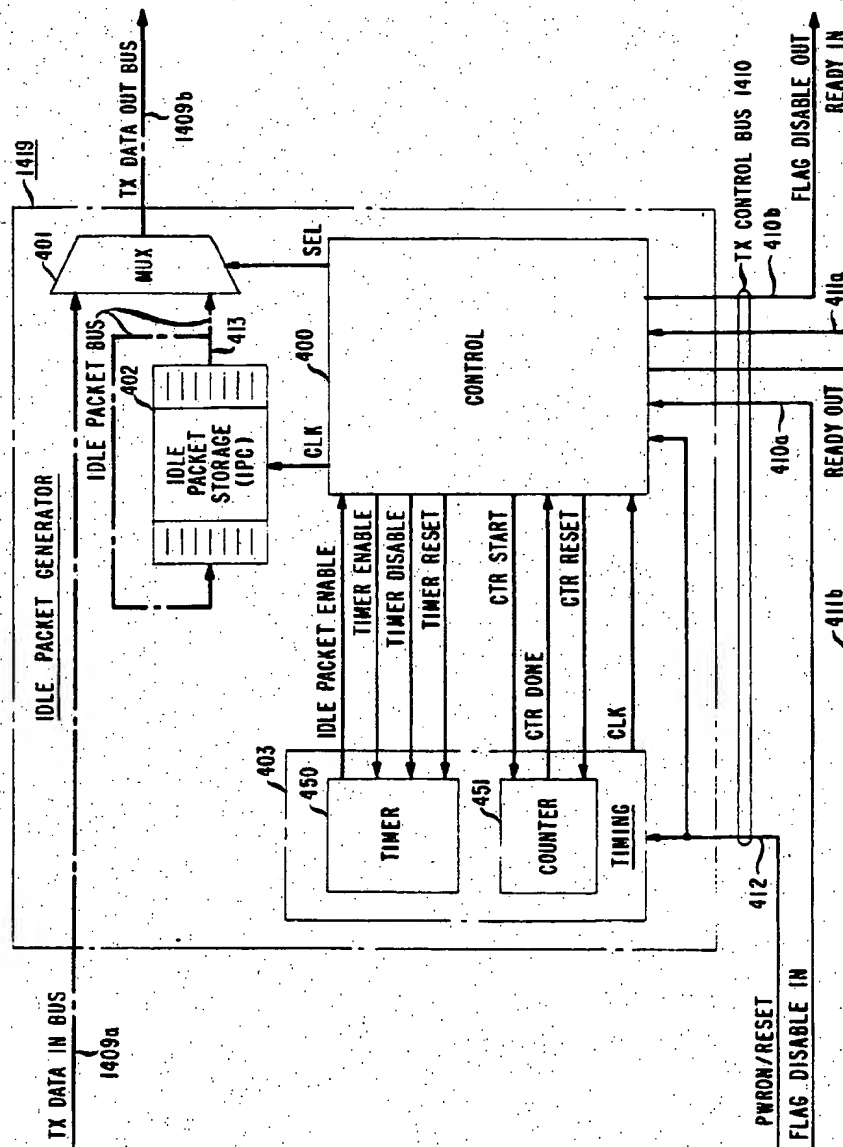 TX DATA OUT BUS
1409b
1419
401
MUX
SEL
IDLE PACKET GENERATOR
IDLE PACKET BUS
402
413
IDLE
PACKET
STORAGE
(IPC)
CLK
400
CONTROL
TX DATA IN BUS
1409a
IDLE PACKET ENABLE
TIMER ENABLE
TIMER DISABLE
TIMER RESET
CTR START
CTR DONE
CTR RESET
CLK
403
450
TIMER
451
COUNTER
TIMING
TX CONTROL BUS 1410
412
PWRON/RESET
FLAG DISABLE IN
410a
READY OUT
411b
410b
411a
FLAG DISABLE OUT
READY IN